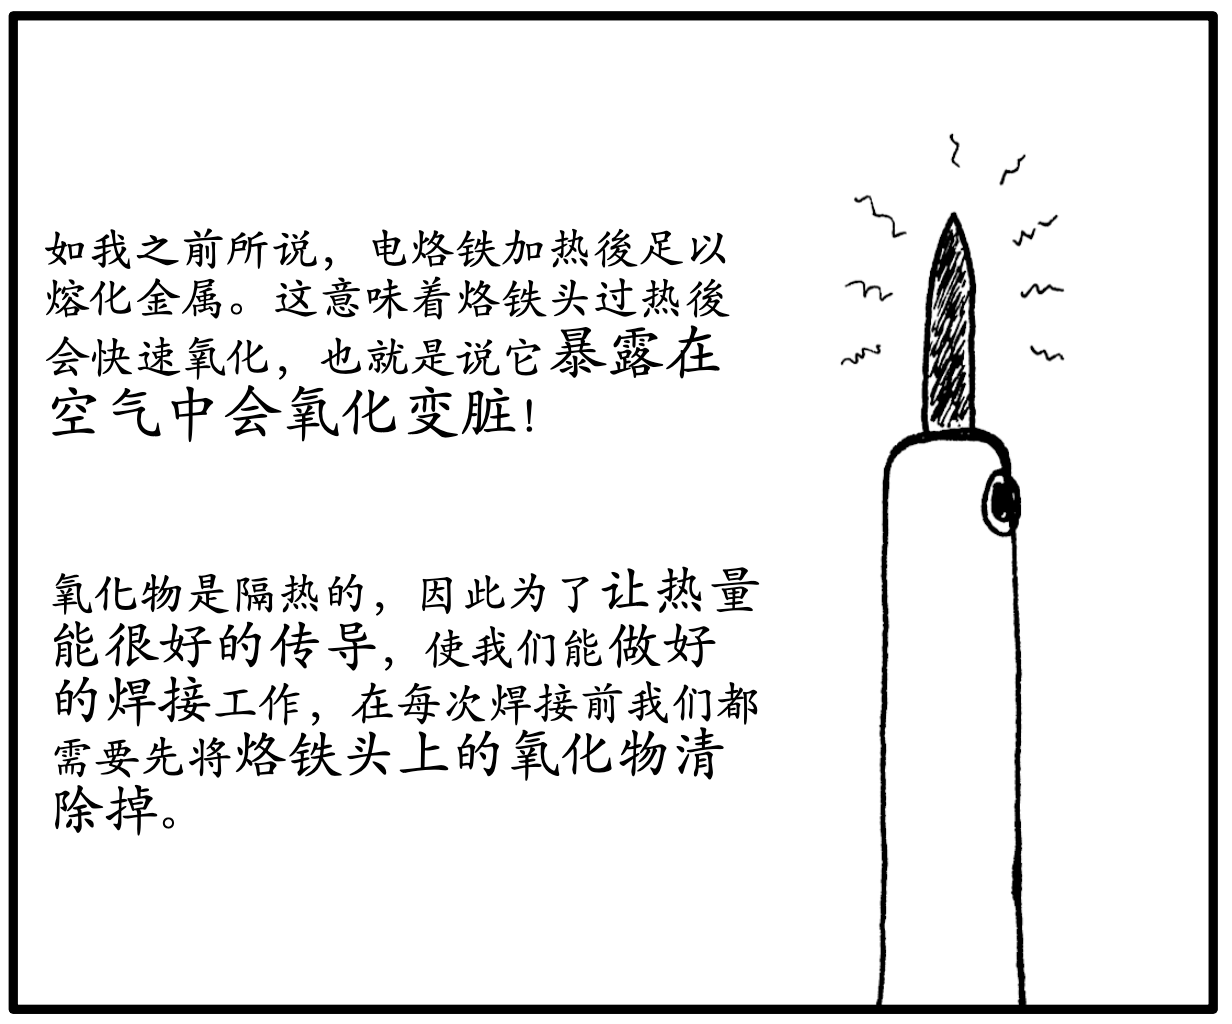 如我之前所说，电烙铁加热後足以
熔化金属。这意味着烙铁头过热後
会快速氧化，也就是说它暴露在
空气中会氧化变脏!
氧化物是隔热的，因此为了让热量
能很好的传导，使我们能做好
的焊接工作，在每次焊接前我们都
需要先将烙铁头上的氧化物清
除掉。